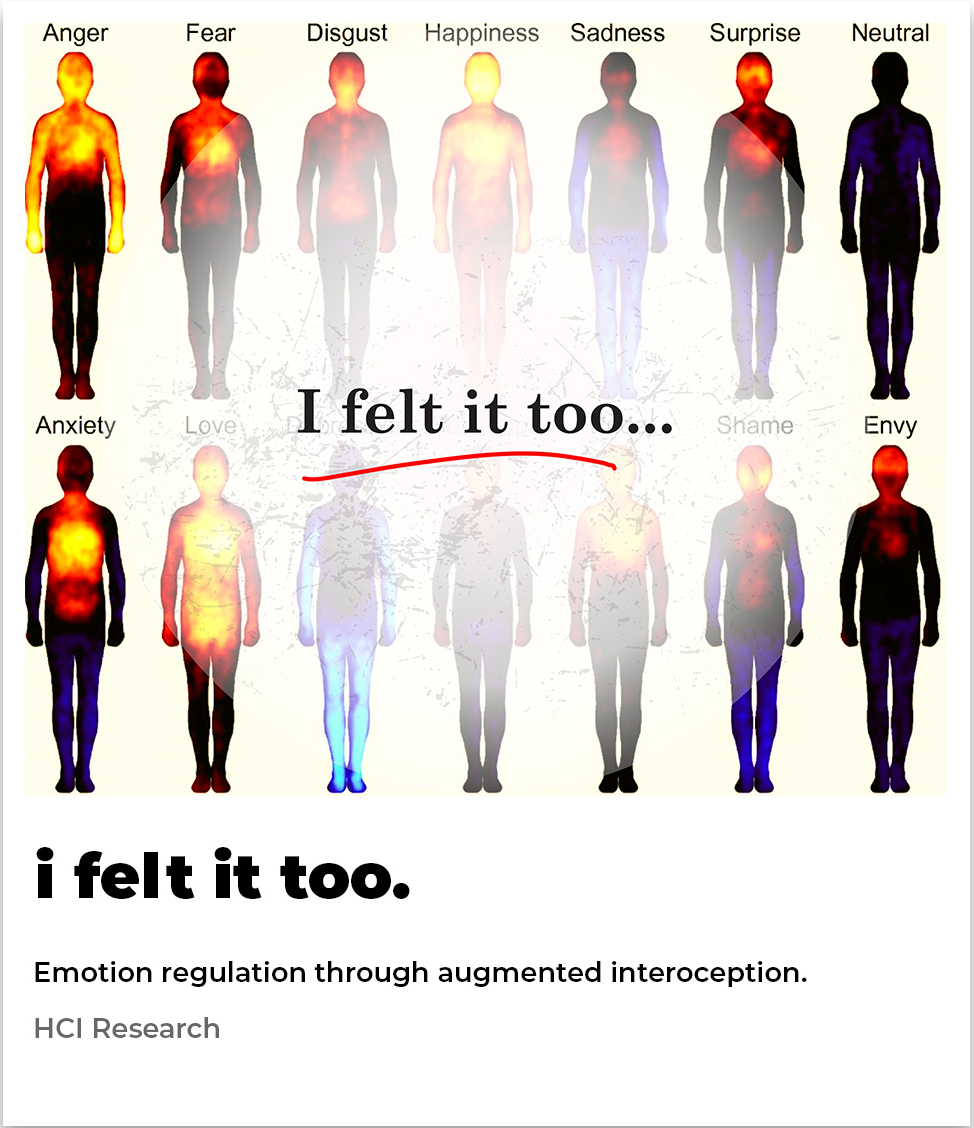 Anger Fear Disgust Happiness Sadness Surprise Neutral
I felt it too...
Anxiety Love Shame Envy
i felt it too.
Emotion regulation through augmented interoception.
HCI Research